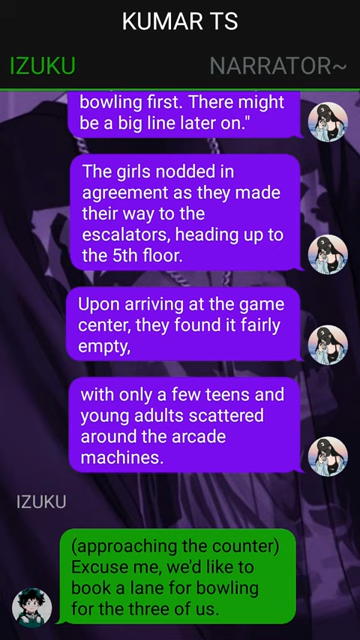 KUMAR TS
IZUKU
NARRATOR~
bowling first. There might
be a big line later on."
The girls nodded in
agreement as they made
their way to the
escalators, heading up to
the 5th floor.
Upon arriving at the game
center, they found it fairly
empty,
with only a few teens and
young adults scattered
around the arcade
machines.
IZUKU
(approaching the counter)
Excuse me, we'd like to
book a lane for bowling
for the three of us.